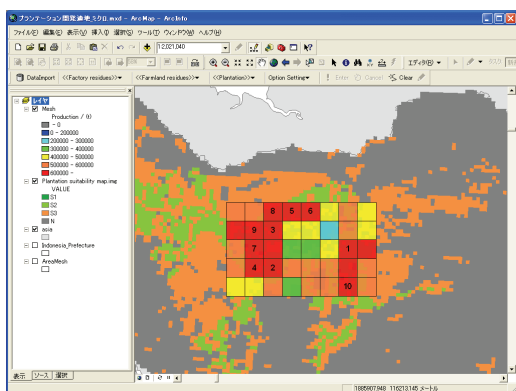 プランテーション開発適地_ミクロ.mxd - ArcMap - ArcInfo
ファイル(F) 編集(E) 表示(V) 挿入(I) 選択(S) ツール(T) ウィンドウ(W) ヘルプ(H)
1:2,021,040
エディタ(R)
タスク
DataImport <<Factory residues>> <<Farmland residues>> <<Plantation>> Option Setting Enter Cancel Clear
レイヤ
Mesh
Production / (t)
- 0
0 - 200000
200000 - 300000
300000 - 400000
400000 - 500000
500000 - 600000
600000 -
Plantation suitability map.img
VALUE
S1
S2
S3
N
asia
Indonesia_Prefecture
AreaMesh
8 5 6
9 3
7 1
4 2
10
表示 ソース 選択
1885907.948 116213.145 メートル